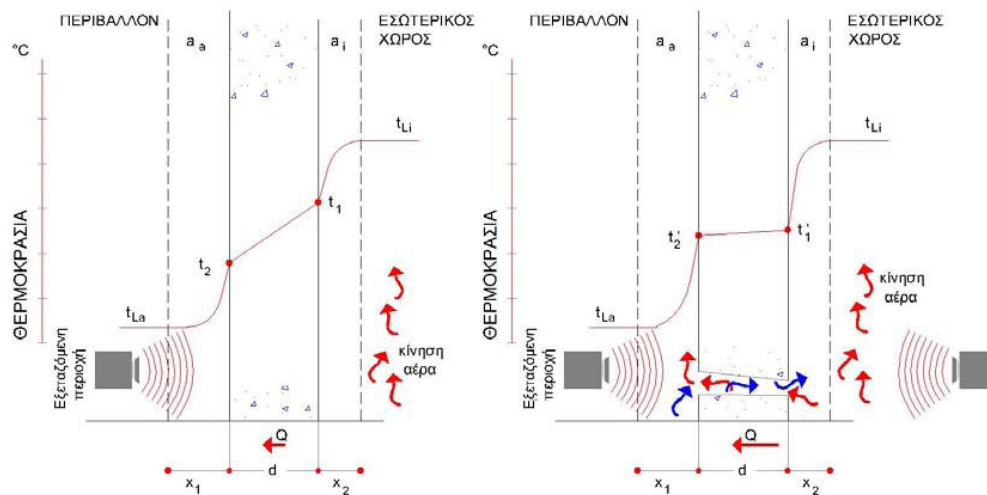 ΠΕΡΙΒΑΛΛΟΝ
ΕΣΩΤΕΡΙΚΟΣ
ΧΩΡΟΣ
°C
a a
a i
t Li
t 1
t 2
t La
ΘΕΡΜΟΚΡΑΣΙΑ
Εξεταζόμενη
περιοχή
κίνηση
αέρα
Q
d
x 1
x 2
ΠΕΡΙΒΑΛΛΟΝ
ΕΣΩΤΕΡΙΚΟΣ
ΧΩΡΟΣ
°C
a a
a i
t Li
t 2'
t 1'
t La
ΘΕΡΜΟΚΡΑΣΙΑ
Εξεταζόμενη
περιοχή
κίνηση
αέρα
Q
d
x 1
x 2